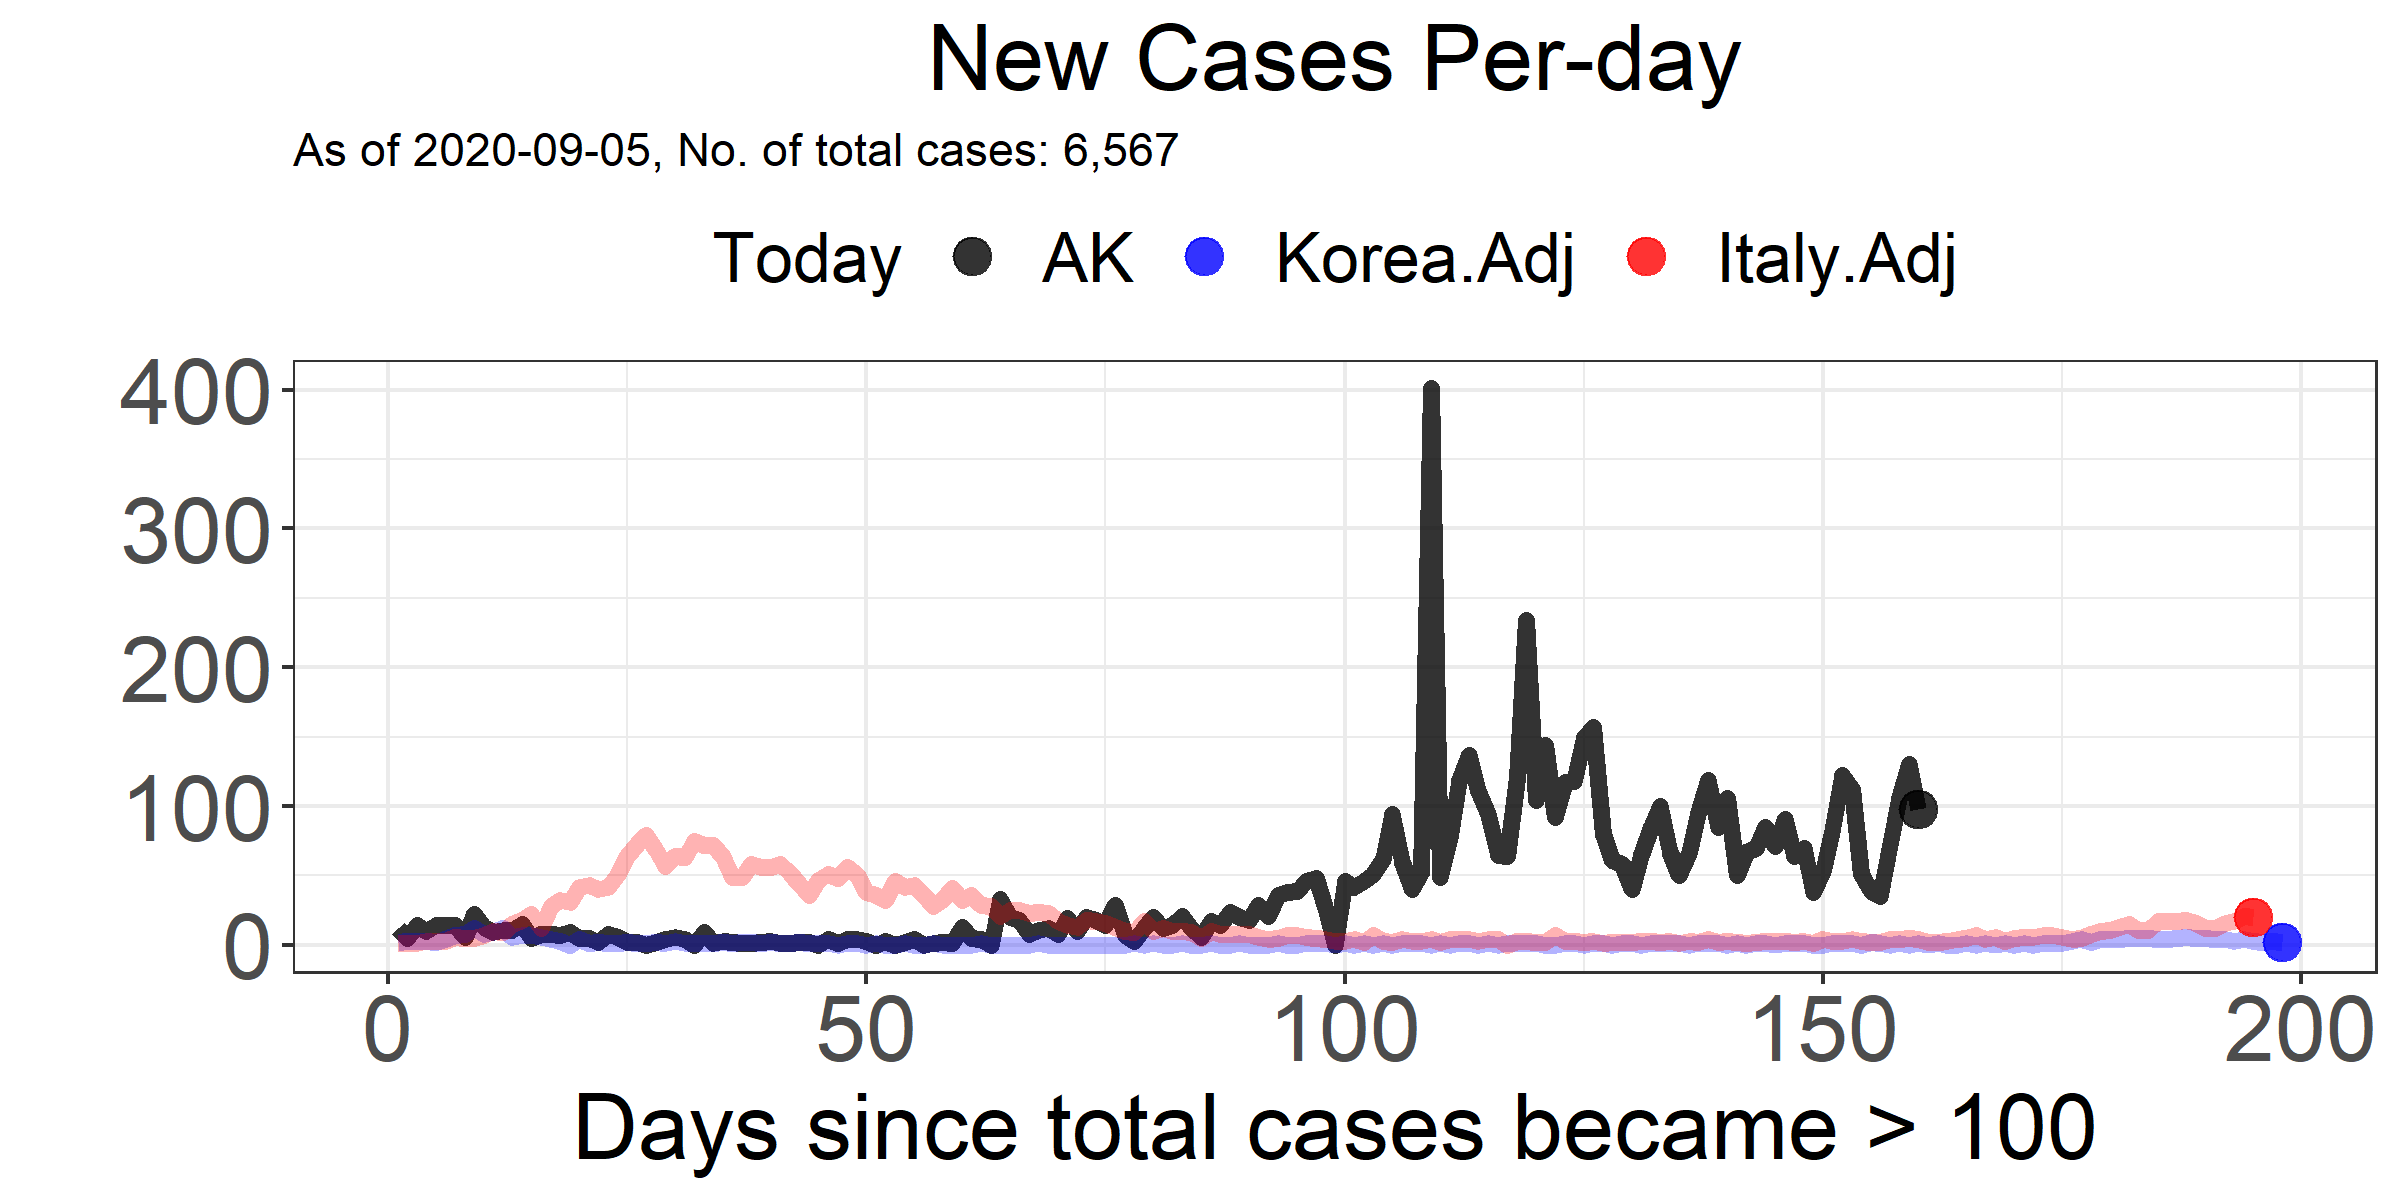 New Cases Per-day
As of 2020-09-05, No. of total cases: 6,567
Today AK Korea.Adj Italy.Adj
400
300
200
100
0
0 50 100 150 200
Days since total cases became > 100